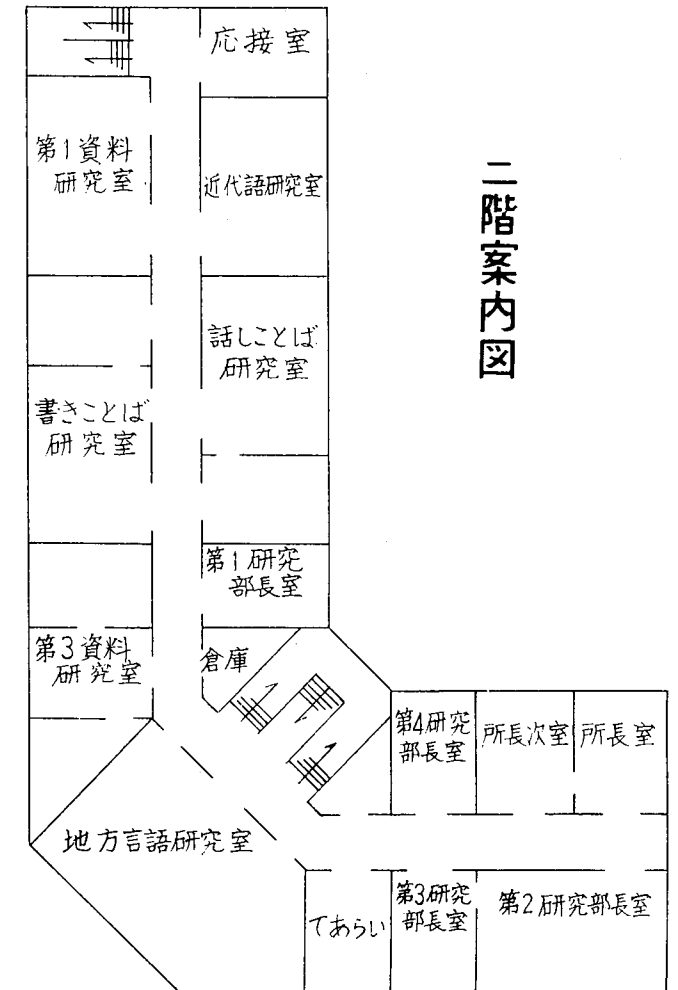 二階案内図
応接室
第1資料
研究室
近代語研究室
話しことば
研究室
書きことば
研究室
第1研究
部長室
第3資料
研究室
倉庫
第4研究
部長室
所長次室
所長室
地方言語研究室
てあらい
第3研究
部長室
第2研究部長室